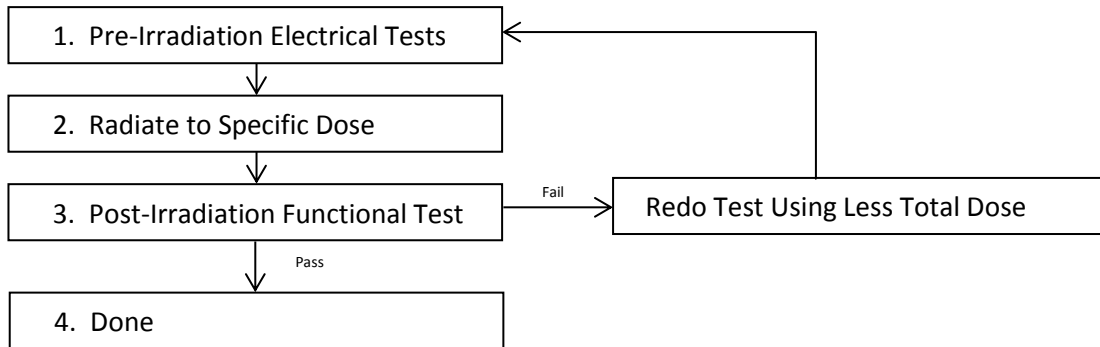 1. Pre-Irradiation Electrical Tests
2. Radiate to Specific Dose
3. Post-Irradiation Functional Test
Fail
Redo Test Using Less Total Dose
Pass
4. Done